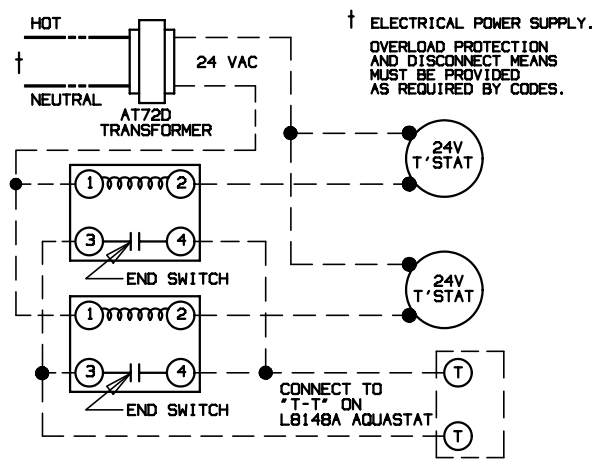 HOT
† ELECTRICAL POWER SUPPLY.
OVERLOAD PROTECTION
AND DISCONNECT MEANS
MUST BE PROVIDED
AS REQUIRED BY CODES.
†
24 VAC
NEUTRAL
AT72D
TRANSFORMER
24V
T'STAT
1
2
3
4
END SWITCH
24V
T'STAT
1
2
3
4
END SWITCH
CONNECT TO
"T-T" ON
L8148A AQUASTAT
T
T